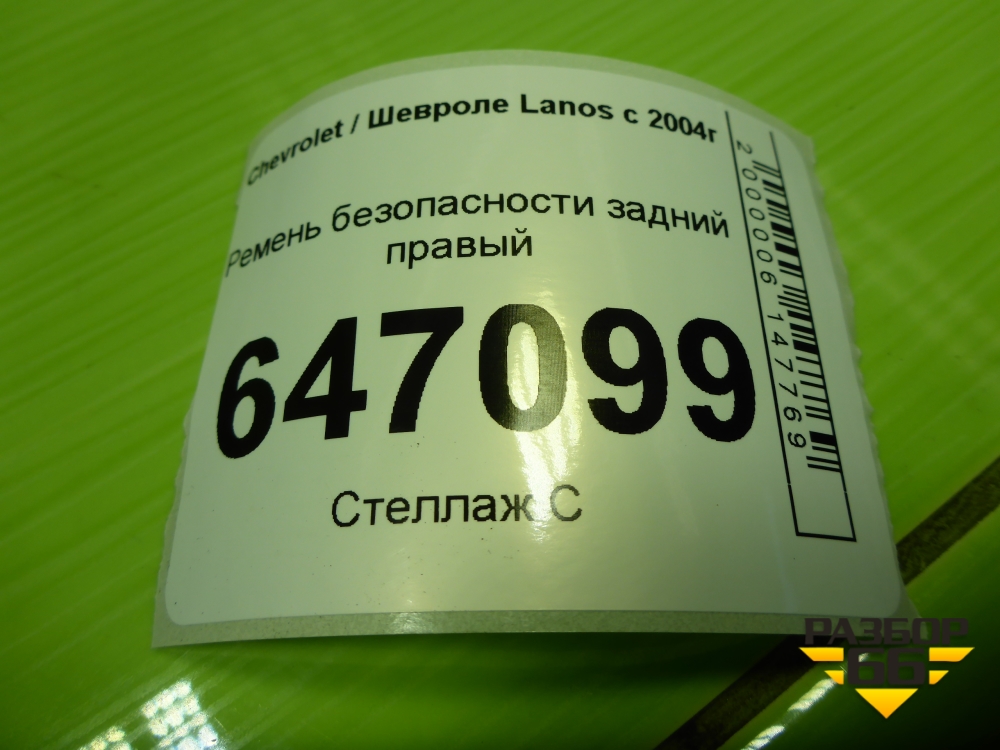 Chevrolet / Шевроле Lanos с 2004г
Ремень безопасности задний
правый
647099
Стеллаж С
2000006147769
РАЗБОР
66